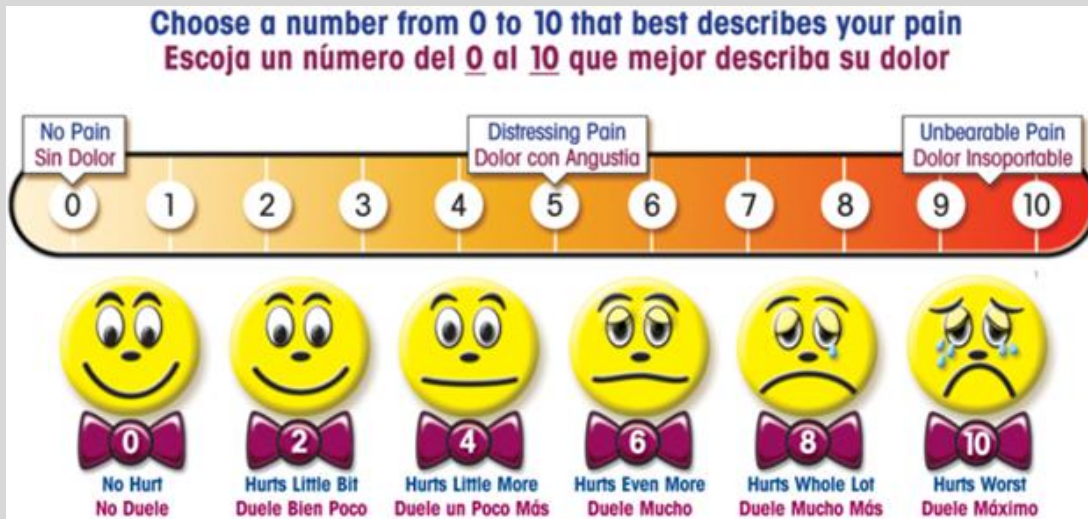 Choose a number from 0 to 10 that best describes your pain
Escoja un número del 0 al 10 que mejor describa su dolor
No Pain
Sin Dolor
Distressing Pain
Dolor con Angustia
Unbearable Pain
Dolor Insoportable
0 1 2 3 4 5 6 7 8 9 10
0 2 4 6 8 10
No Hurt Hurts Little Bit Hurts Little More Hurts Even More Hurts Whole Lot Hurts Worst
No Duele Duele Bien Poco Duele un Poco Más Duele Mucho Duele Mucho Más Duele Máximo